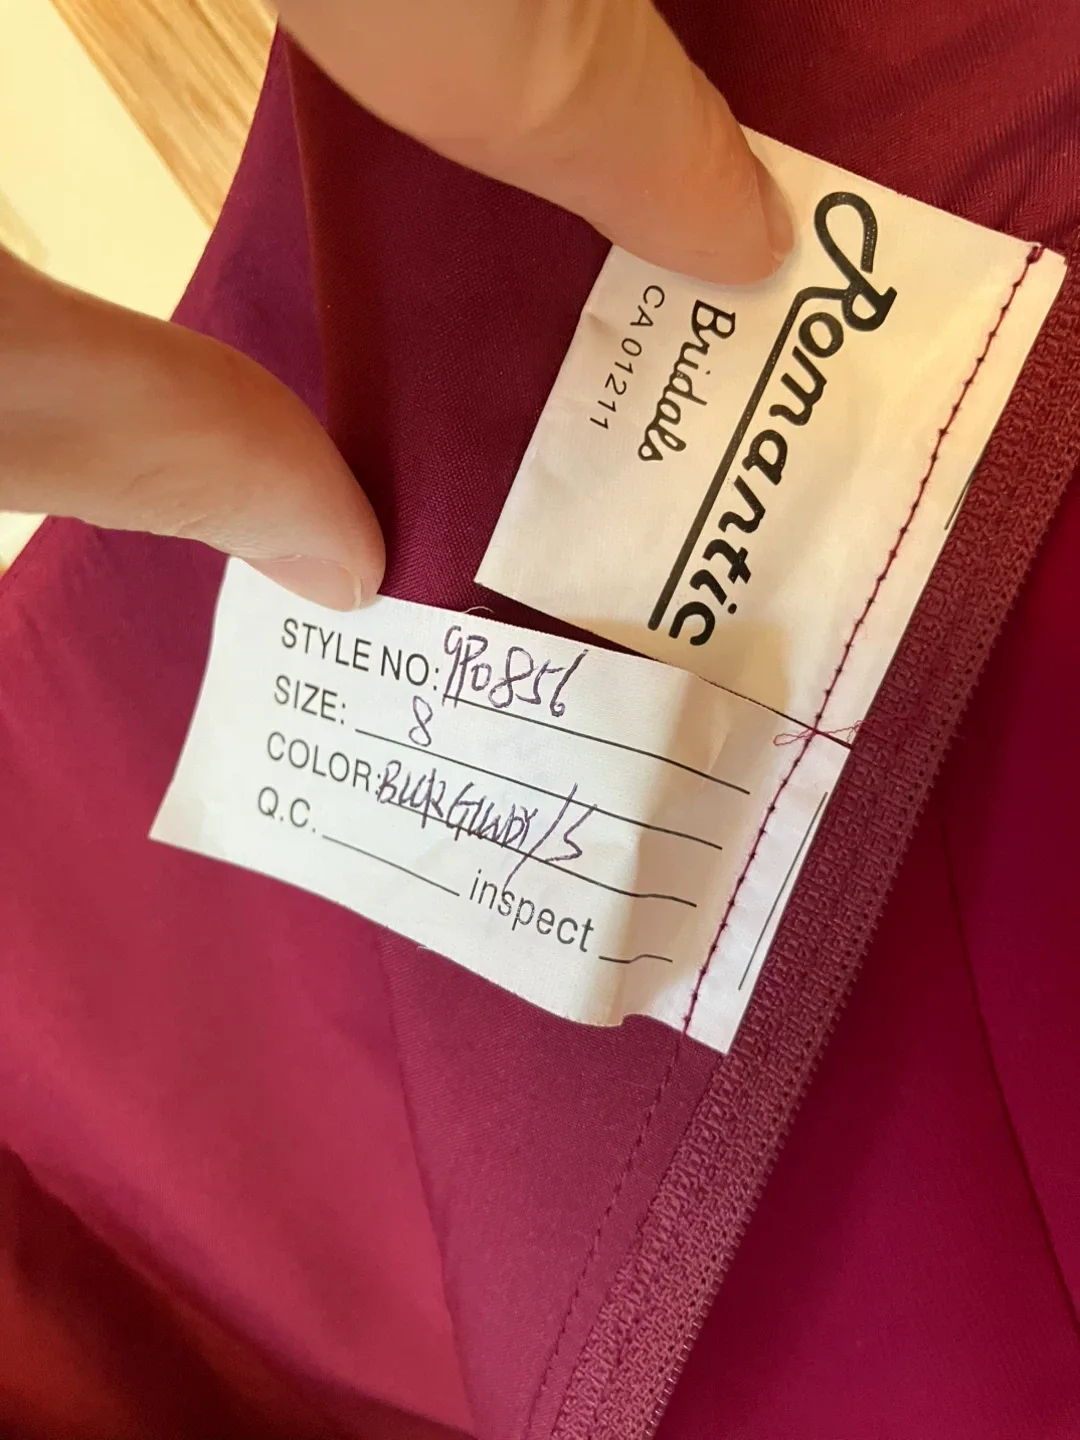 Romantic
Bridals
CA 01211
STYLE NO: 9P0856
SIZE: 8
COLOR: BURGUNDY/S
Q.C. inspect